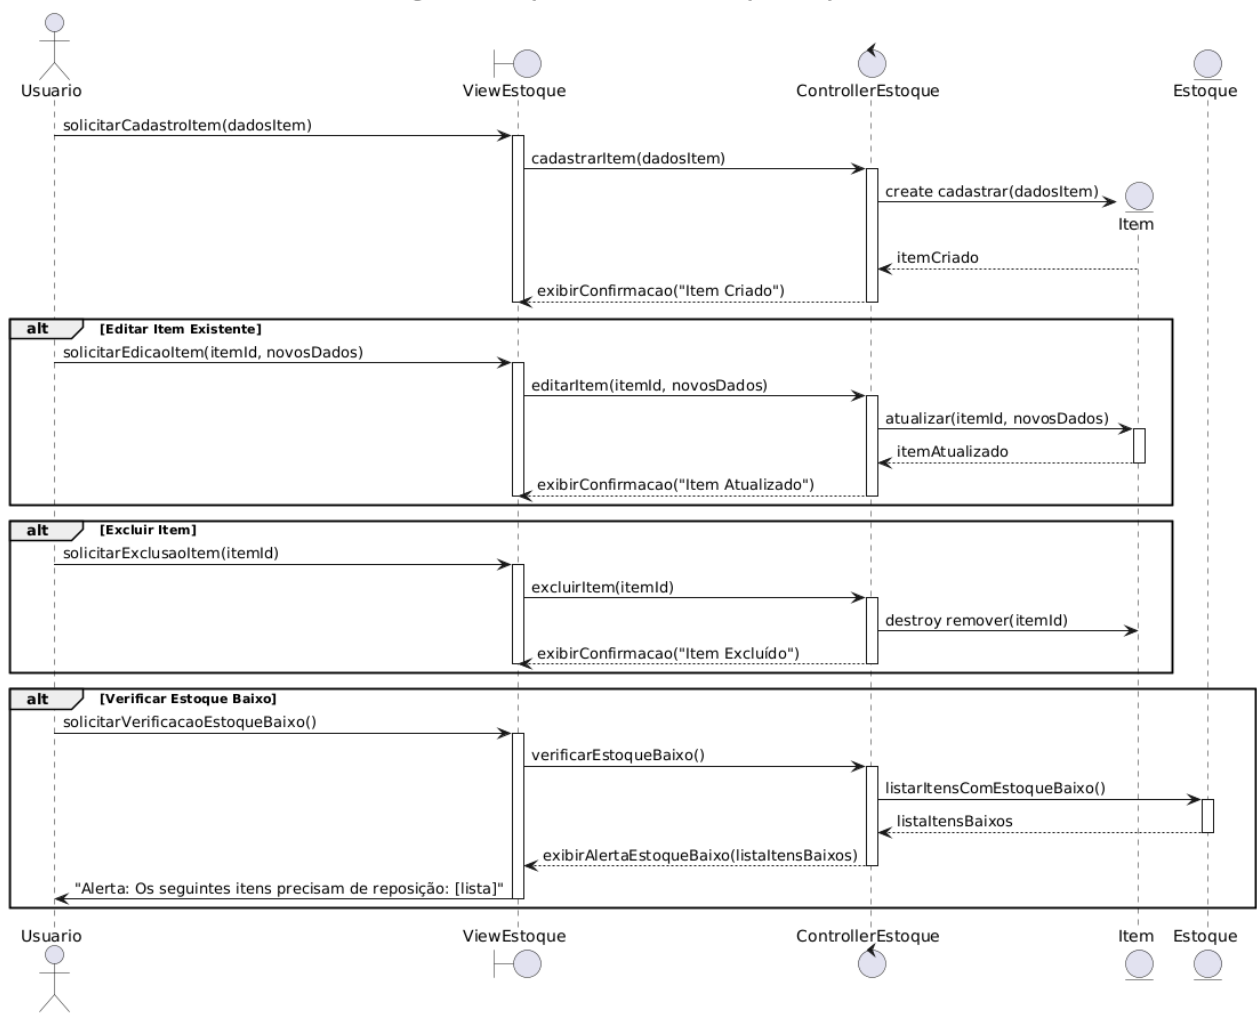 Usuario
ViewEstoque
ControllerEstoque
Estoque
solicitarCadastroItem(dadosItem)
cadastrarItem(dadosItem)
create cadastrar(dadosItem)
Item
itemCriado
exibirConfirmacao("Item Criado")
alt [Editar Item Existente]
solicitarEdicaoItem(itemId, novosDados)
editarItem(itemId, novosDados)
atualizar(itemId, novosDados)
itemAtualizado
exibirConfirmacao("Item Atualizado")
alt [Excluir Item]
solicitarExclusaoItem(itemId)
excluirItem(itemId)
destroy remover(itemId)
exibirConfirmacao("Item Excluído")
alt [Verificar Estoque Baixo]
solicitarVerificacaoEstoqueBaixo()
verificarEstoqueBaixo()
listarItensComEstoqueBaixo()
listaItensBaixos
exibirAlertaEstoqueBaixo(listaItensBaixos)
"Alerta: Os seguintes itens precisam de reposição: [lista]"
Usuario
ViewEstoque
ControllerEstoque
Item
Estoque